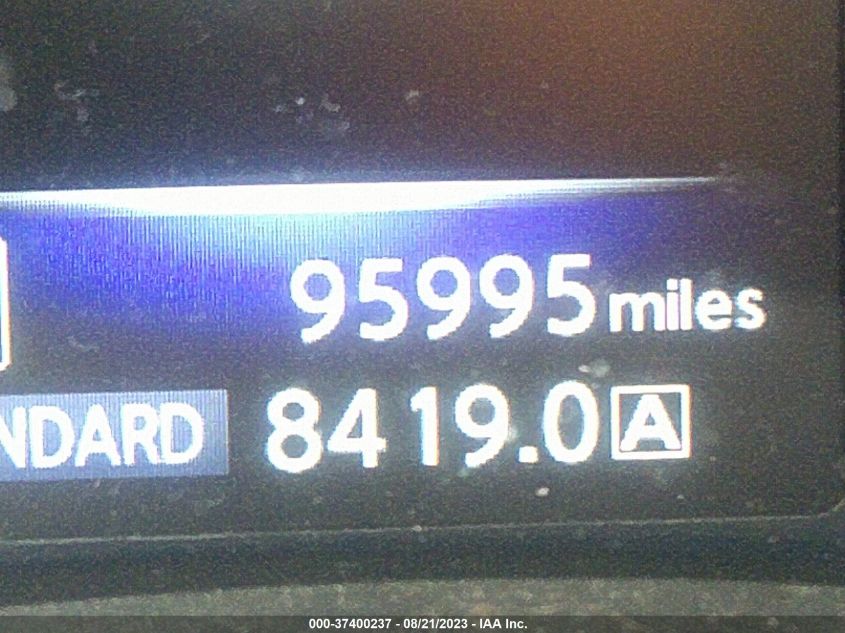 95995 miles
NDARD 8419.0 A
000-37400237 - 08/21/2023 - IAA Inc.